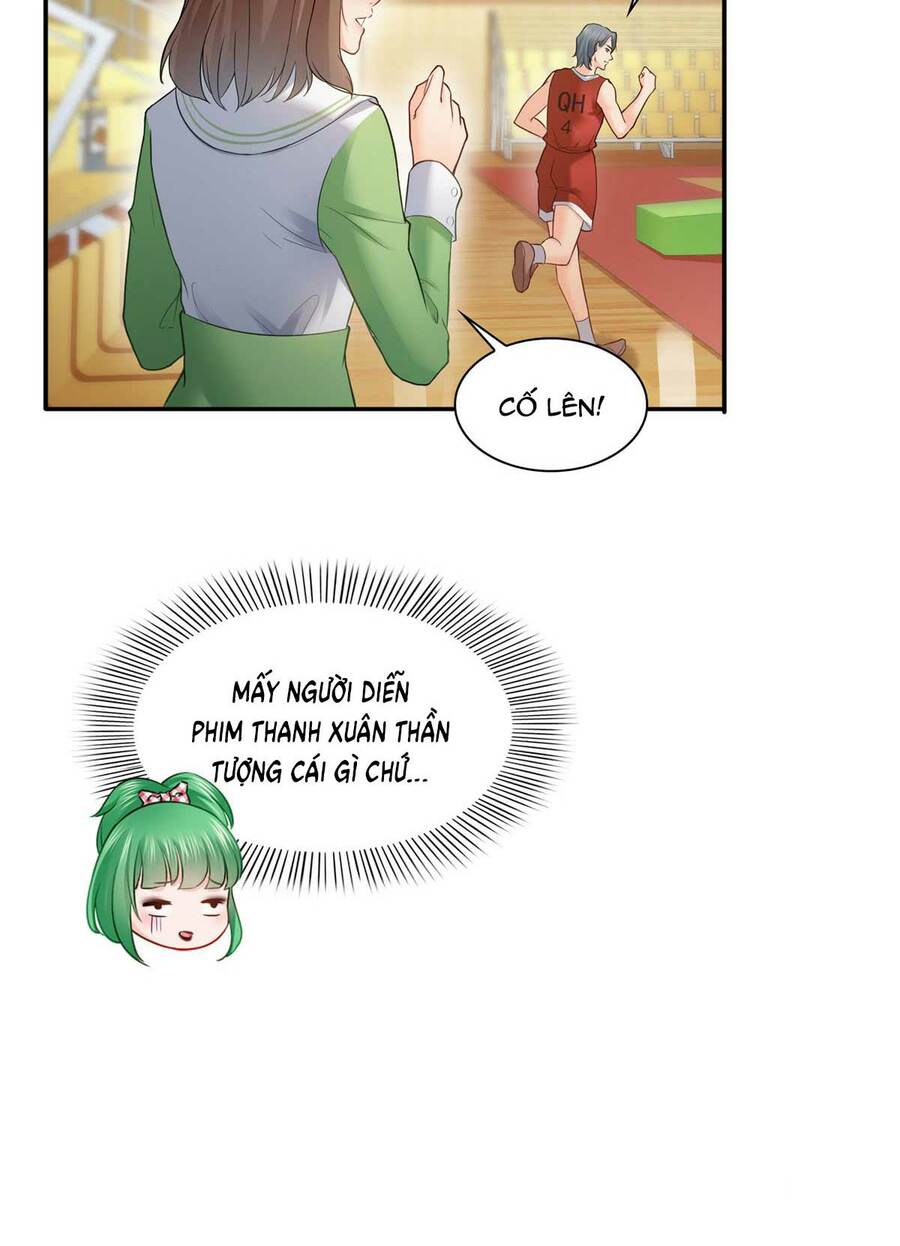 QH
4
CỐ LÊN!
MẤY NGƯỜI DIỄN
PHIM THANH XUÂN THẦN
TƯỢNG CÁI GÌ CHỨ...